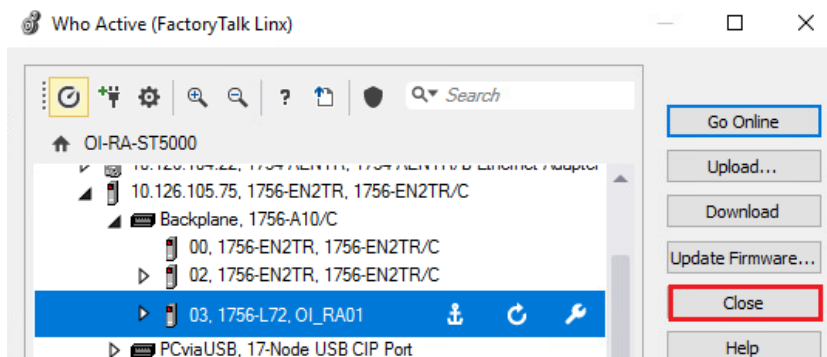 Who Active (FactoryTalk Linx)
Search
Go Online
OI-RA-ST5000
Upload...
10.126.105.75, 1756-EN2TR, 1756-EN2TR/C
Backplane, 1756-A10/C
Download
00, 1756-EN2TR, 1756-EN2TR/C
02, 1756-EN2TR, 1756-EN2TR/C
Update Firmware...
03, 1756-L72, OI_RA01
Close
PCviaUSB, 17-Node USB CIP Port
Help